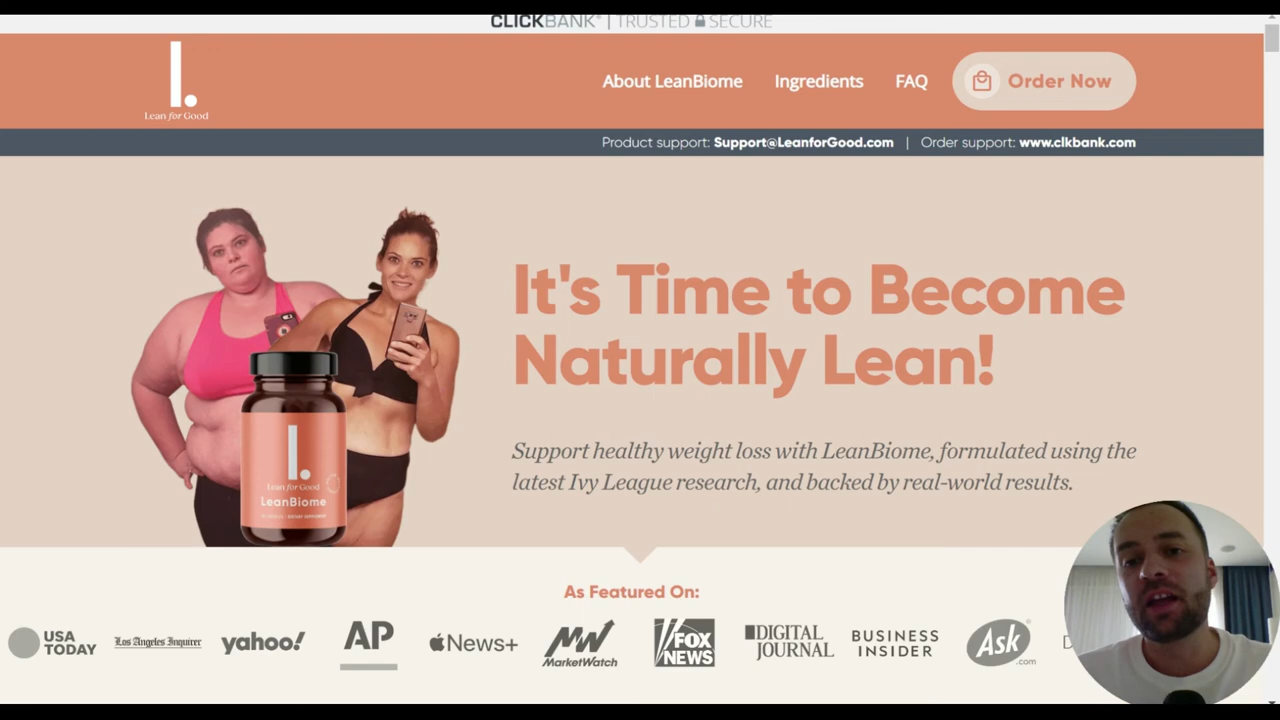 CLICKBANK® | TRUSTED SECURE
Lean for Good
About LeanBiome
Ingredients
FAQ
Order Now
Product support: Support@LeanforGood.com | Order support: www.clkbank.com
It's Time to Become
Naturally Lean!
Support healthy weight loss with LeanBiome, formulated using the
latest Ivy League research, and backed by real-world results.
Lean for Good
LeanBiome
As Featured On:
USA
TODAY
Los Angeles Inquirer
yahoo!
AP
News+
MarketWatch
FOX
NEWS
DIGITAL
JOURNAL
BUSINESS
INSIDER
Ask
.com